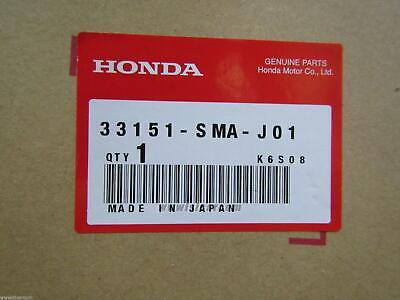 HONDA
GENUINE PARTS
Honda Motor Co., Ltd.
33151-SMA-J01
QTY 1 K6S08
MADE IN JAPAN